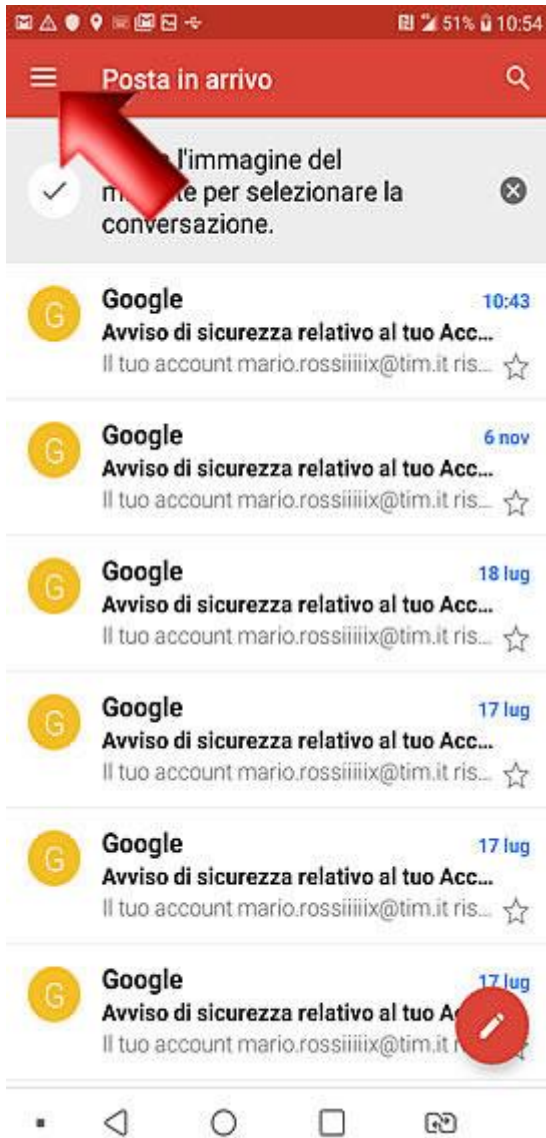 51% 10:54
Posta in arrivo
l'immagine del
per selezionare la
conversazione.
G
Google 10:43
Avviso di sicurezza relativo al tuo Acc...
Il tuo account mario.rossiiiiix@tim.it ris...
G
Google 6 nov
Avviso di sicurezza relativo al tuo Acc...
Il tuo account mario.rossiiiiix@tim.it ris...
G
Google 18 lug
Avviso di sicurezza relativo al tuo Acc...
Il tuo account mario.rossiiiiix@tim.it ris...
G
Google 17 lug
Avviso di sicurezza relativo al tuo Acc...
Il tuo account mario.rossiiiiix@tim.it ris...
G
Google 17 lug
Avviso di sicurezza relativo al tuo Acc...
Il tuo account mario.rossiiiiix@tim.it ris...
G
Google 17 lug
Avviso di sicurezza relativo al tuo
Il tuo account mario.rossiiiiix@tim.it